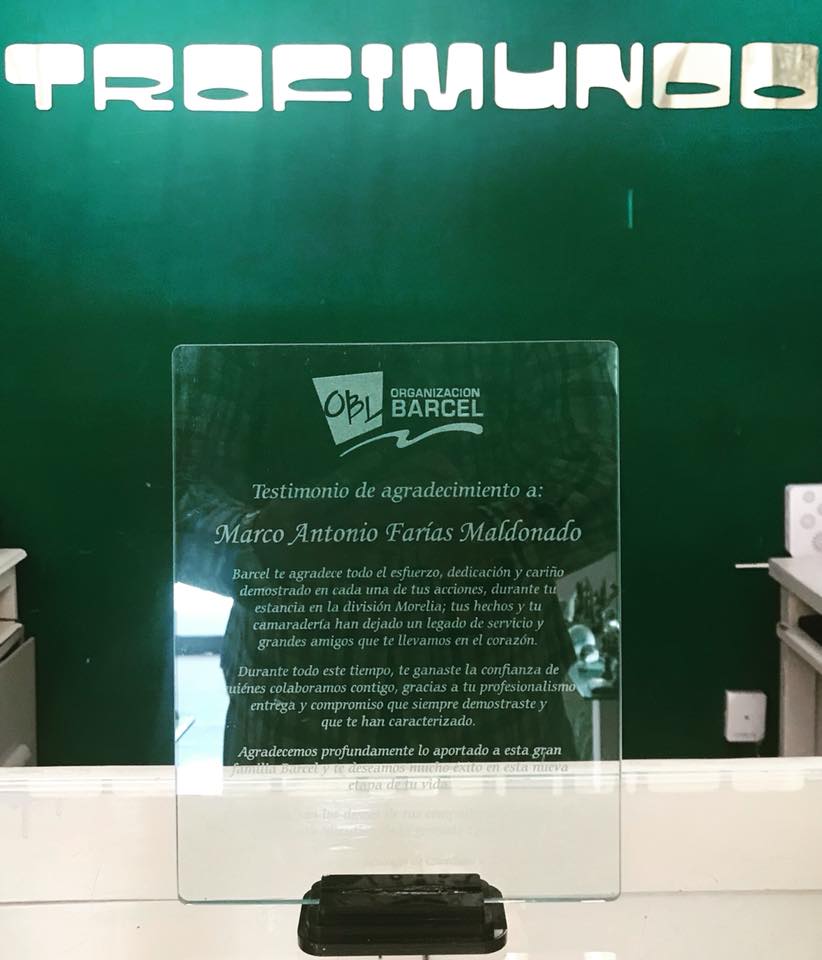 TROFIMUNDO
OBL
ORGANIZACION
BARCEL
Testimonio de agradecimiento a:
Marco Antonio Farías Maldonado
Barcel te agradece todo el esfuerzo, dedicación y cariño
demostrado en cada una de tus acciones, durante tu
estancia en la división Morelia; tus hechos y tu
camaradería han dejado un legado de servicio y
grandes amigos que te llevamos en el corazón.
Durante todo este tiempo, te ganaste la confianza de
quiénes colaboramos contigo, gracias a tu profesionalismo
entrega y compromiso que siempre demostraste y
que te han caracterizado.
Agradecemos profundamente lo aportado a esta gran
familia Barcel y te deseamos mucho éxito en esta nueva
etapa de tu vida.